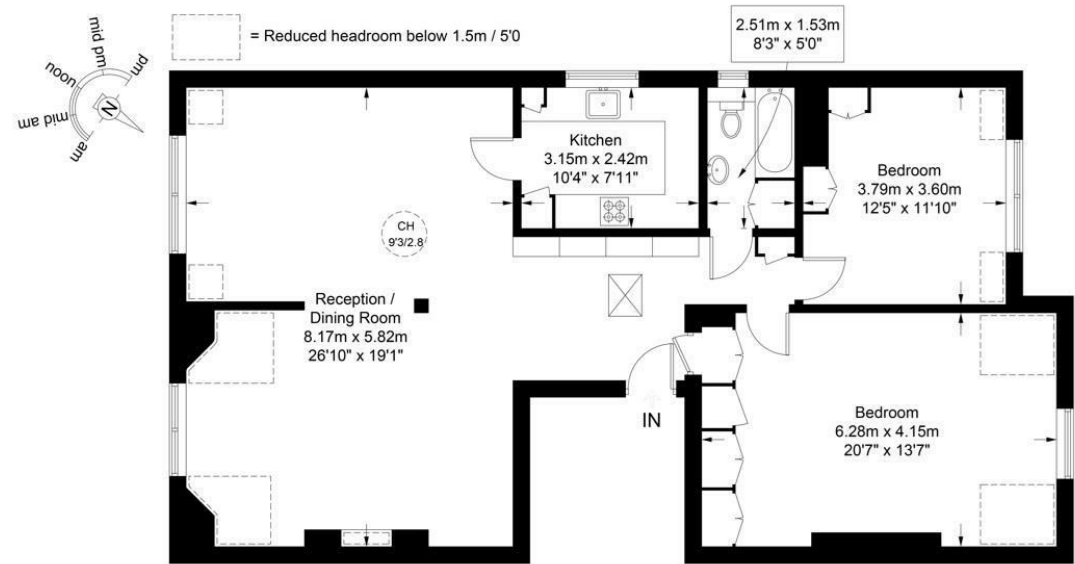 = Reduced headroom below 1.5m / 5'0
2.51m x 1.53m
8'3" x 5'0"
am
mid am
noon
mid pm
pm
N
Kitchen
3.15m x 2.42m
10'4" x 7'11"
Bedroom
3.79m x 3.60m
12'5" x 11'10"
CH
9'3/2.8
Reception /
Dining Room
8.17m x 5.82m
26'10" x 19'1"
IN
Bedroom
6.28m x 4.15m
20'7" x 13'7"